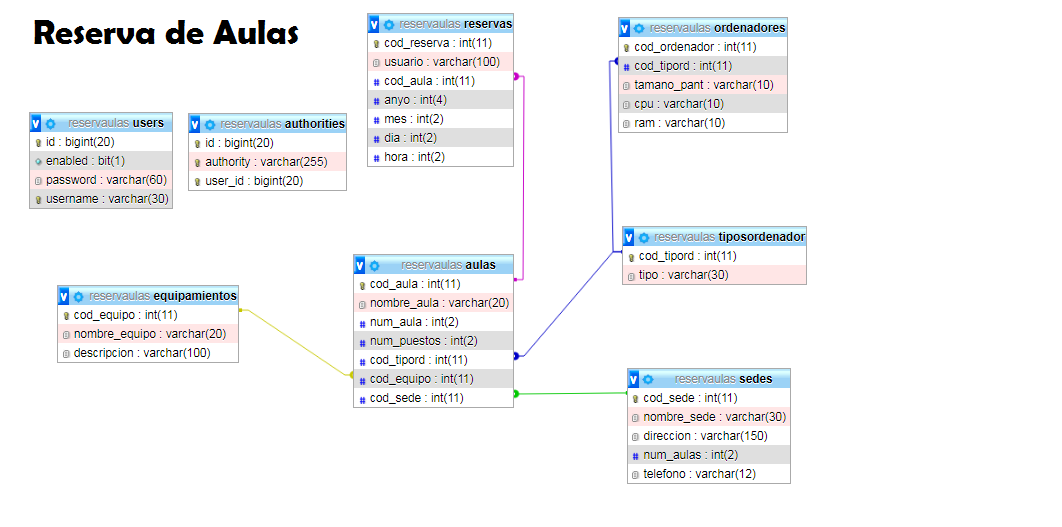 Reserva de Aulas
v reservaulas reservas
cod_reserva : int(11)
usuario : varchar(100)
# cod_aula : int(11)
# anyo : int(4)
# mes : int(2)
# dia : int(2)
# hora : int(2)
v reservaulas ordenadores
cod_ordenador : int(11)
# cod_tipord : int(11)
tamano_pant : varchar(10)
cpu : varchar(10)
ram : varchar(10)
v reservaulas users
id : bigint(20)
enabled : bit(1)
password : varchar(60)
username : varchar(30)
v reservaulas authorities
id : bigint(20)
authority : varchar(255)
user_id : bigint(20)
v reservaulas tiposordenador
cod_tipord : int(11)
tipo : varchar(30)
v reservaulas aulas
cod_aula : int(11)
nombre_aula : varchar(20)
# num_aula : int(2)
# num_puestos : int(2)
# cod_tipord : int(11)
# cod_equipo : int(11)
# cod_sede : int(11)
v reservaulas equipamientos
cod_equipo : int(11)
nombre_equipo : varchar(20)
descripcion : varchar(100)
v reservaulas sedes
cod_sede : int(11)
nombre_sede : varchar(30)
direccion : varchar(150)
# num_aulas : int(2)
telefono : varchar(12)